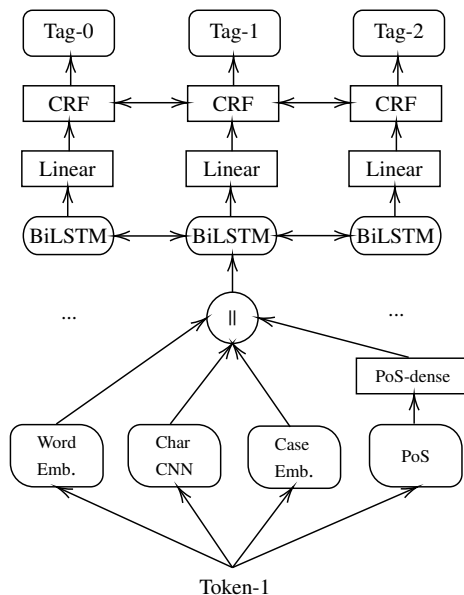 Tag-0 Tag-1 Tag-2
CRF CRF CRF
Linear Linear Linear
BiLSTM BiLSTM BiLSTM
... || ...
PoS-dense
Word Emb.
Char CNN
Case Emb.
PoS
Token-1